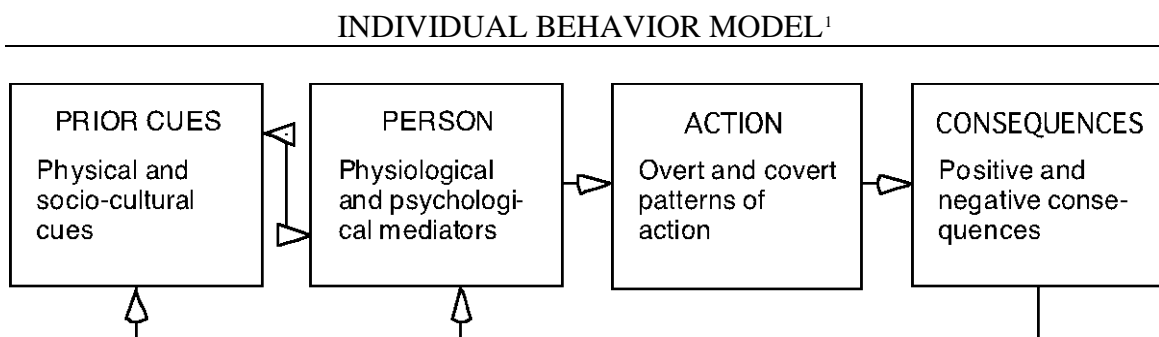 INDIVIDUAL BEHAVIOR MODEL¹
PRIOR CUES
Physical and
socio-cultural
cues
PERSON
Physiological
and psychologi-
cal mediators
ACTION
Overt and covert
patterns of
action
CONSEQUENCES
Positive and
negative conse-
quences